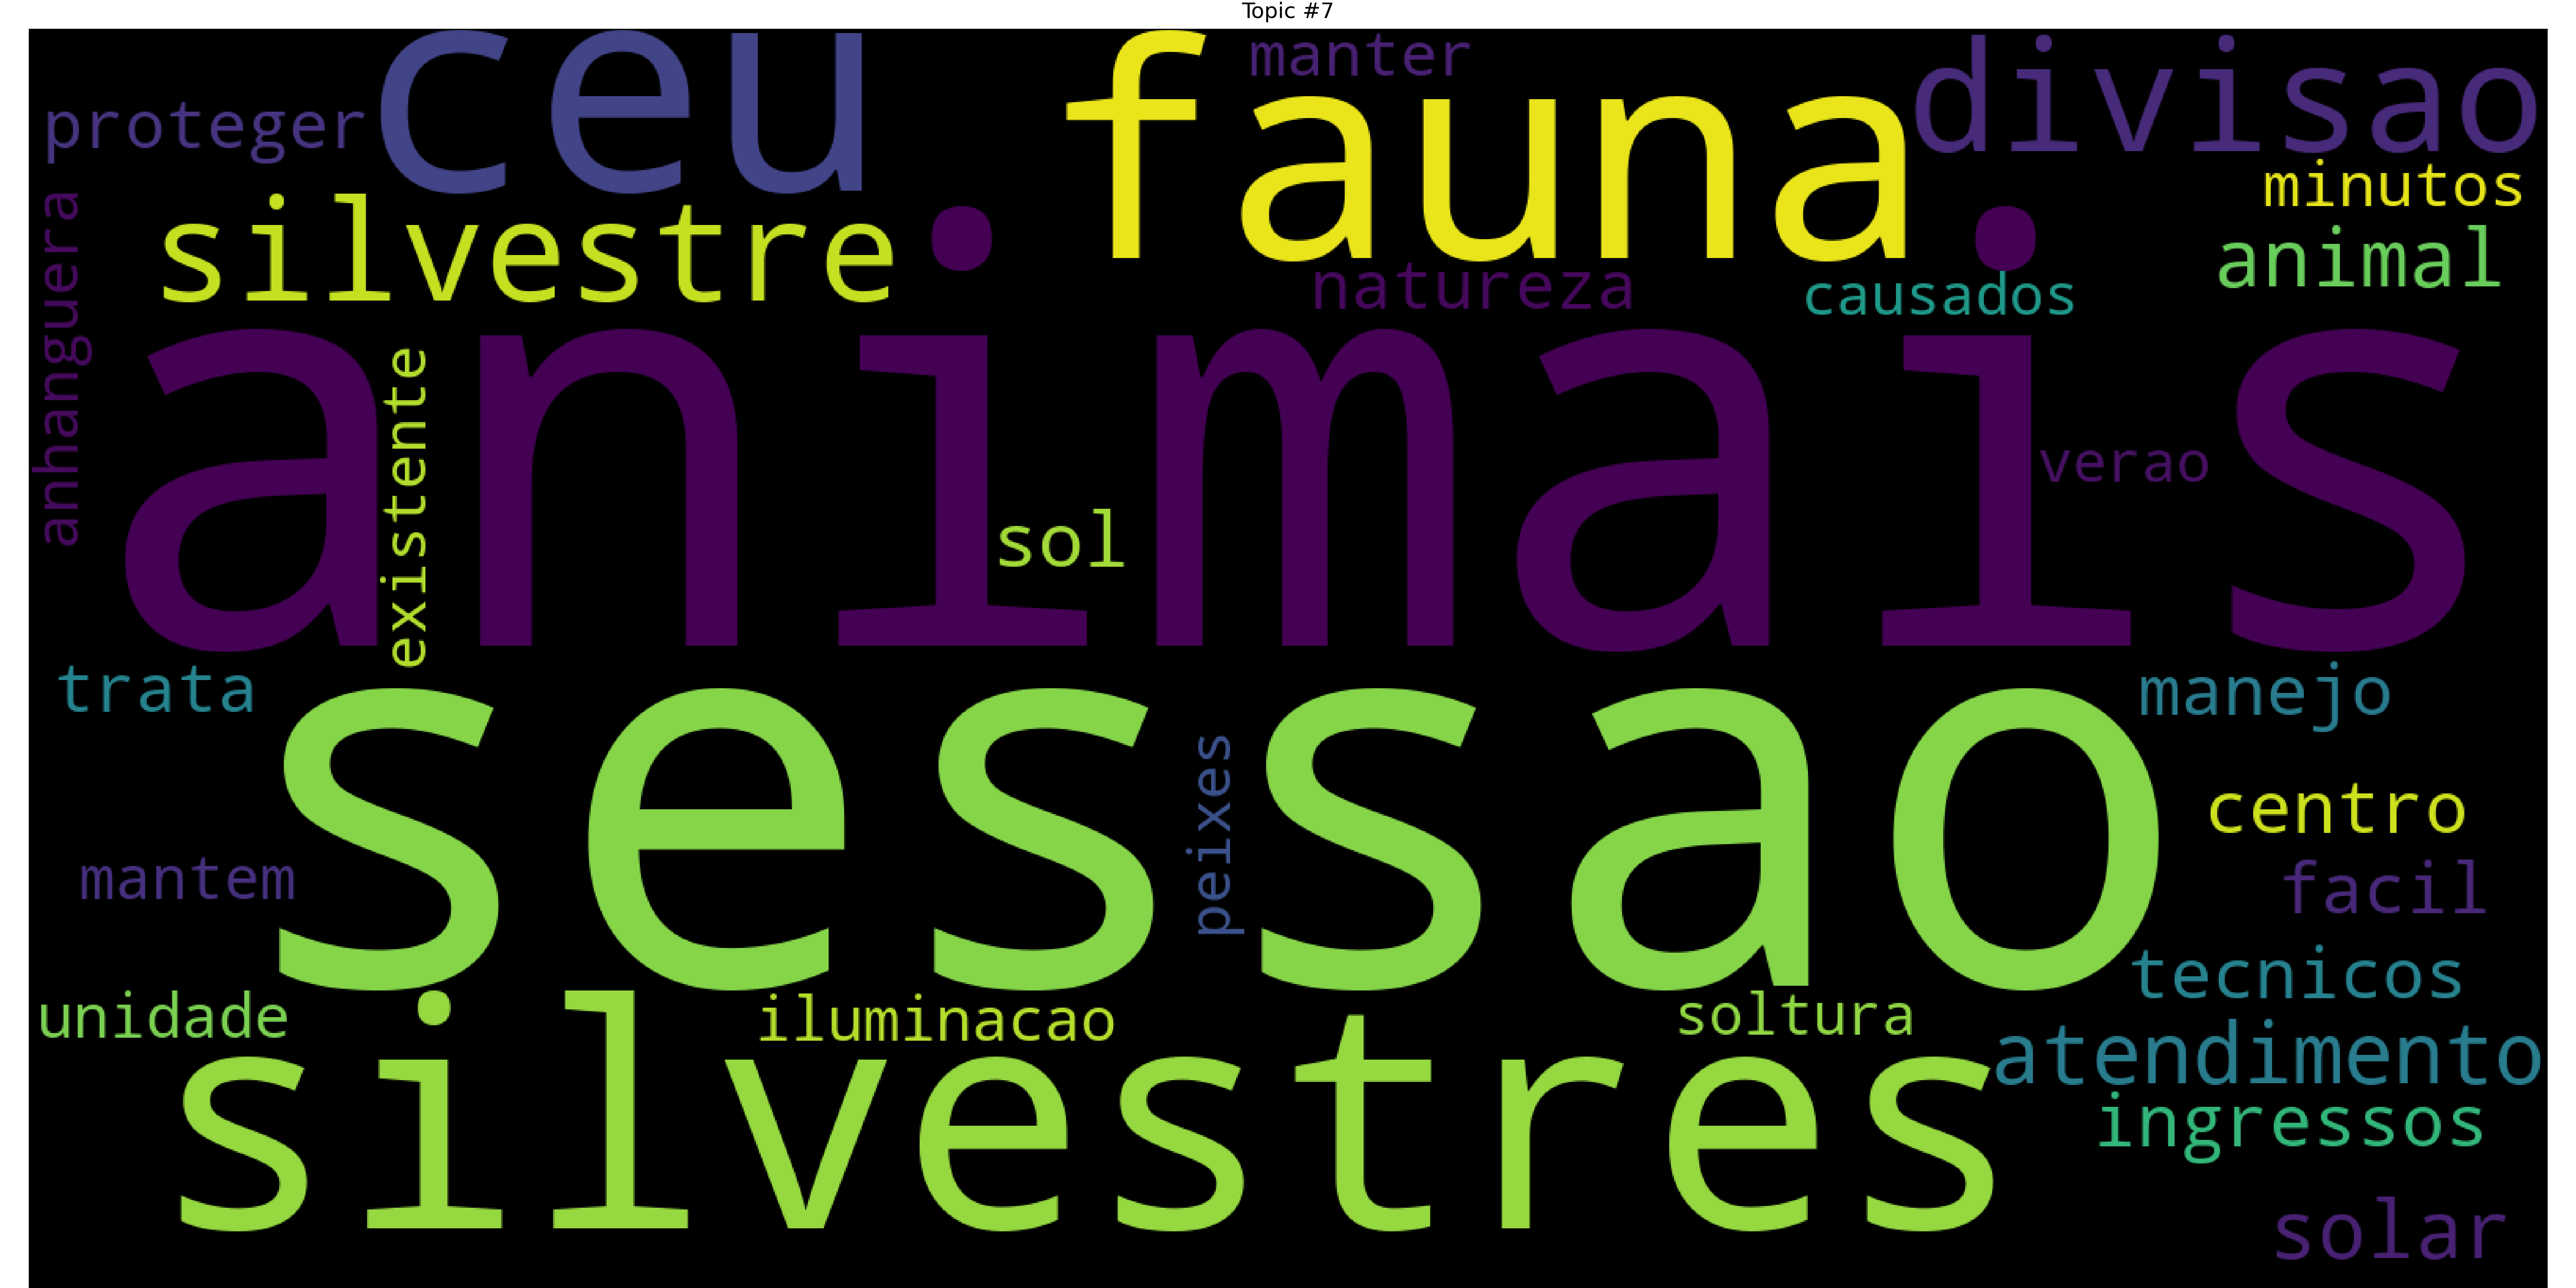 Topic #7
manter
ceu
fauna
divisao
proteger
minutos
silvestre
animal
natureza
causados
anhanguera
animais
existente
verao
sol
trata
manejo
sessao
peixes
centro
mantem
facil
tecnicos
unidade
iluminacao
soltura
atendimento
silvestres
ingressos
solar